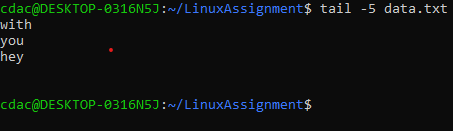 cdac@DESKTOP-0316N5J:~/LinuxAssignment$ tail -5 data.txt
with
you
hey
cdac@DESKTOP-0316N5J:~/LinuxAssignment$